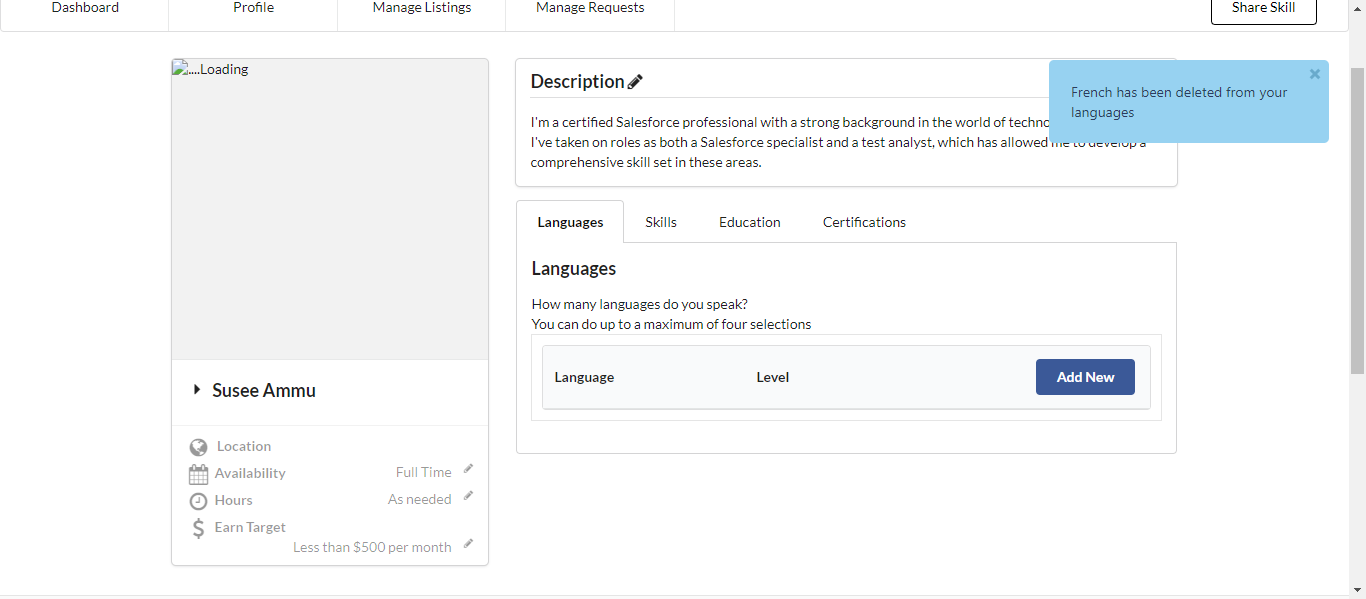 Dashboard
Profile
Manage Listings
Manage Requests
Share Skill
....Loading
Susee Ammu
Location
Availability
Full Time
Hours
As needed
Earn Target
Less than $500 per month
Description
I'm a certified Salesforce professional with a strong background in the world of
I've taken on roles as both a Salesforce specialist and a test analyst, which has allowed me to develop a
comprehensive skill set in these areas.
French has been deleted from your
languages
Languages
Skills
Education
Certifications
Languages
How many languages do you speak?
You can do up to a maximum of four selections
Language
Level
Add New